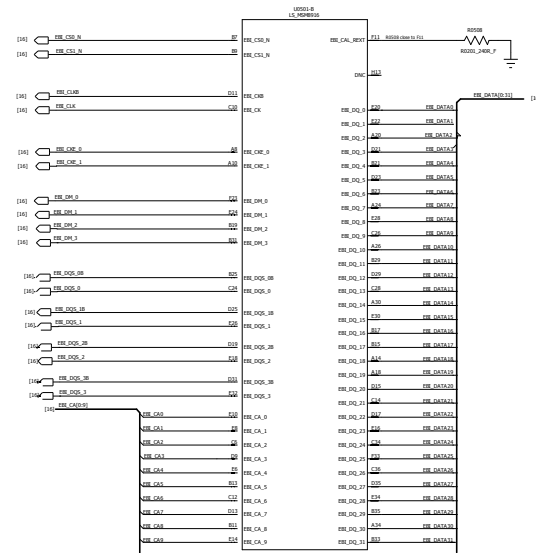 U0501-B
LS_MSM8916
[16] EBI_CS0_N B7 EBI_CS0_N
[16] EBI_CS1_N B9 EBI_CS1_N
[16] EBI_CLKB D11 EBI_CKB
[16] EBI_CLK C10 EBI_CK
[16] EBI_CKE_0 A8 EBI_CKE_0
[16] EBI_CKE_1 A10 EBI_CKE_1
[16] EBI_DM_0 EBI_DM_0
[16] EBI_DM_1 E24 EBI_DM_1
[16] EBI_DM_2 B19 EBI_DM_2
[16] EBI_DM_3 B31 EBI_DM_3
[16] EBI_DQS_0B B25 EBI_DQS_0B
[16] EBI_DQS_0 C24 EBI_DQS_0
[16] EBI_DQS_1B D25 EBI_DQS_1B
[16] EBI_DQS_1 E26 EBI_DQS_1
[16] EBI_DQS_2B D19 EBI_DQS_2B
[16] EBI_DQS_2 E18 EBI_DQS_2
[16] EBI_DQS_3B D31 EBI_DQS_3B
[16] EBI_DQS_3 E32 EBI_DQS_3
[16] EBI_CA[0:9]
EBI_CA0 E10 EBI_CA_0
EBI_CA1 E8 EBI_CA_1
EBI_CA2 C6 EBI_CA_2
EBI_CA3 D9 EBI_CA_3
EBI_CA4 E6 EBI_CA_4
EBI_CA5 B13 EBI_CA_5
EBI_CA6 C12 EBI_CA_6
EBI_CA7 D13 EBI_CA_7
EBI_CA8 B11 EBI_CA_8
EBI_CA9 E14 EBI_CA_9
EBI_CAL_REXT F11 R0508 close to F11
R0508
R0201_240R_F
DNC H13
EBI_DATA[0:31]
EBI_DQ_0 E20 EBI_DATA0
EBI_DQ_1 E22 EBI_DATA1
EBI_DQ_2 A20 EBI_DATA2
EBI_DQ_3 D21 EBI_DATA3
EBI_DQ_4 B21 EBI_DATA4
EBI_DQ_5 D23 EBI_DATA5
EBI_DQ_6 B23 EBI_DATA6
EBI_DQ_7 A24 EBI_DATA7
EBI_DQ_8 E28 EBI_DATA8
EBI_DQ_9 C26 EBI_DATA9
EBI_DQ_10 A26 EBI_DATA10
EBI_DQ_11 B29 EBI_DATA11
EBI_DQ_12 D29 EBI_DATA12
EBI_DQ_13 C28 EBI_DATA13
EBI_DQ_14 A30 EBI_DATA14
EBI_DQ_15 E30 EBI_DATA15
EBI_DQ_16 B17 EBI_DATA16
EBI_DQ_17 B15 EBI_DATA17
EBI_DQ_18 A14 EBI_DATA18
EBI_DQ_19 A18 EBI_DATA19
EBI_DQ_20 D15 EBI_DATA20
EBI_DQ_21 C14 EBI_DATA21
EBI_DQ_22 D17 EBI_DATA22
EBI_DQ_23 E16 EBI_DATA23
EBI_DQ_24 C34 EBI_DATA24
EBI_DQ_25 E33 EBI_DATA25
EBI_DQ_26 C36 EBI_DATA26
EBI_DQ_27 D35 EBI_DATA27
EBI_DQ_28 E34 EBI_DATA28
EBI_DQ_29 B35 EBI_DATA29
EBI_DQ_30 A34 EBI_DATA30
EBI_DQ_31 B33 EBI_DATA31